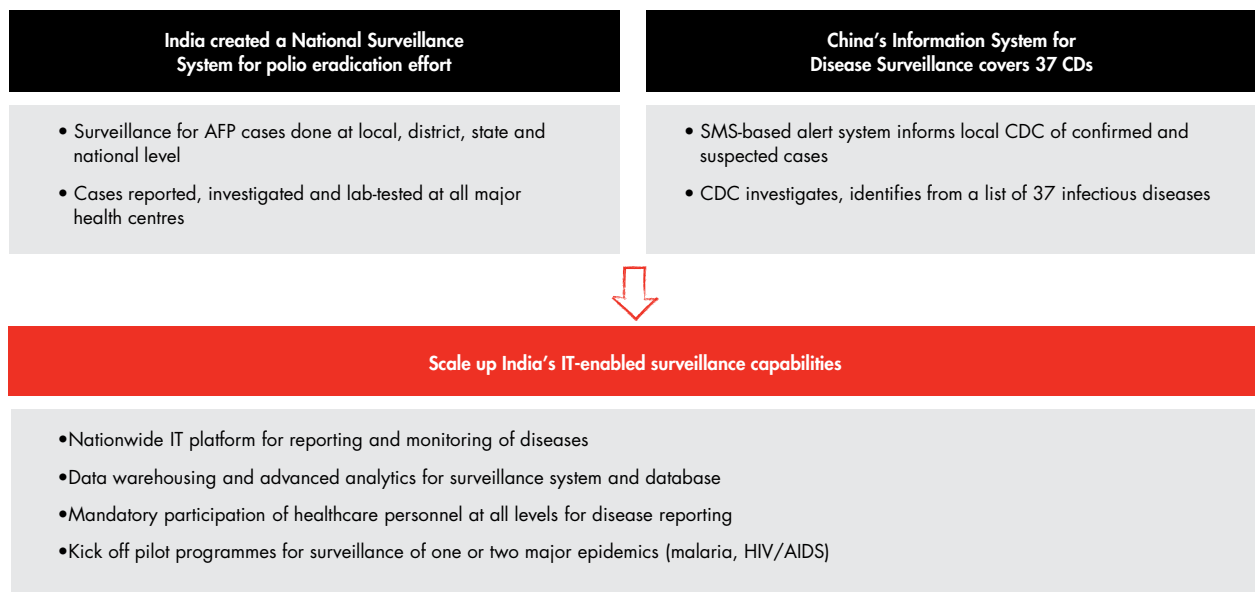 India created a National Surveillance
System for polio eradication effort
• Surveillance for AFP cases done at local, district, state and
national level
• Cases reported, investigated and lab-tested at all major
health centres
China's Information System for
Disease Surveillance covers 37 CDs
• SMS-based alert system informs local CDC of confirmed and
suspected cases
• CDC investigates, identifies from a list of 37 infectious diseases
Scale up India's IT-enabled surveillance capabilities
•Nationwide IT platform for reporting and monitoring of diseases
•Data warehousing and advanced analytics for surveillance system and database
•Mandatory participation of healthcare personnel at all levels for disease reporting
•Kick off pilot programmes for surveillance of one or two major epidemics (malaria, HIV/AIDS)